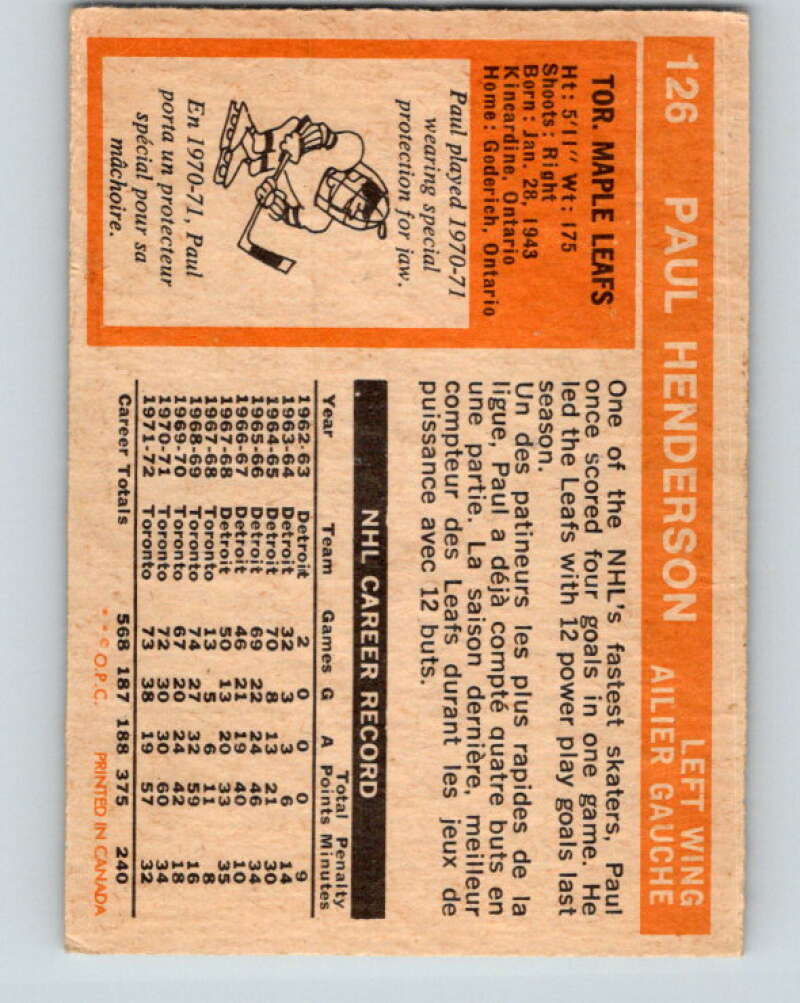 126 PAUL HENDERSON LEFT WING
AILIER GAUCHE
TOR. MAPLE LEAFS
Ht: 5'11" Wt: 175
Shoots: Right
Born: Jan. 28, 1943
Kincardine, Ontario
Home: Goderich, Ontario
Paul played 1970-71
wearing special
protection for jaw.
En 1970-71, Paul
porta un protecteur
spécial pour sa
mâchoire.
One of the NHL's fastest skaters, Paul
once scored four goals in one game. He
led the Leafs with 12 power play goals last
season.
Un des patineurs les plus rapides de la
ligue, Paul a déjà compté quatre buts en
une partie. La saison dernière, meilleur
compteur des Leafs durant les jeux de
puissance avec 12 buts.
NHL CAREER RECORD
Total Penalty
Year Team Games G A Points Minutes
1962-63 Detroit 2 0 0 0 9
1963-64 Detroit 32 3 3 6 14
1964-65 Detroit 70 8 13 21 30
1965-66 Detroit 69 22 24 46 34
1966-67 Detroit 46 21 19 40 10
1967-68 Detroit 50 13 20 33 35
1967-68 Toronto 13 5 6 11 8
1968-69 Toronto 74 27 32 59 16
1969-70 Toronto 67 20 24 42 18
1970-71 Toronto 72 30 30 60 34
1971-72 Toronto 73 38 19 57 32
Career Totals 568 187 188 375 240
* * © O.P.C. PRINTED IN CANADA